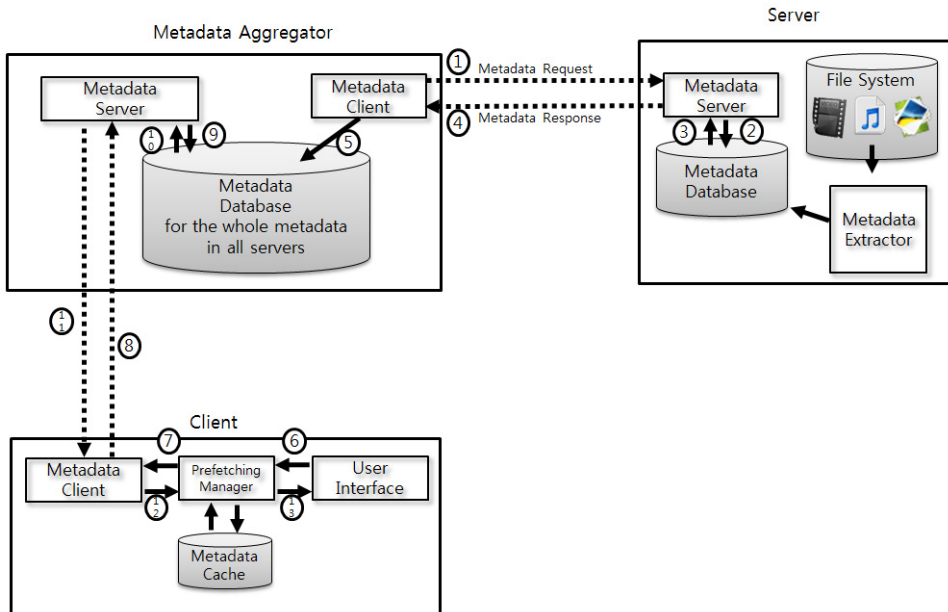 Metadata Aggregator
Metadata
Server
Metadata
Client
10
9
5
Metadata
Database
for the whole metadata
in all servers
1
Metadata Request
4
Metadata Response
Server
Metadata
Server
3
2
Metadata
Database
File System
Metadata
Extractor
11
8
Client
Metadata
Client
7
12
Prefetching
Manager
6
13
User
Interface
Metadata
Cache